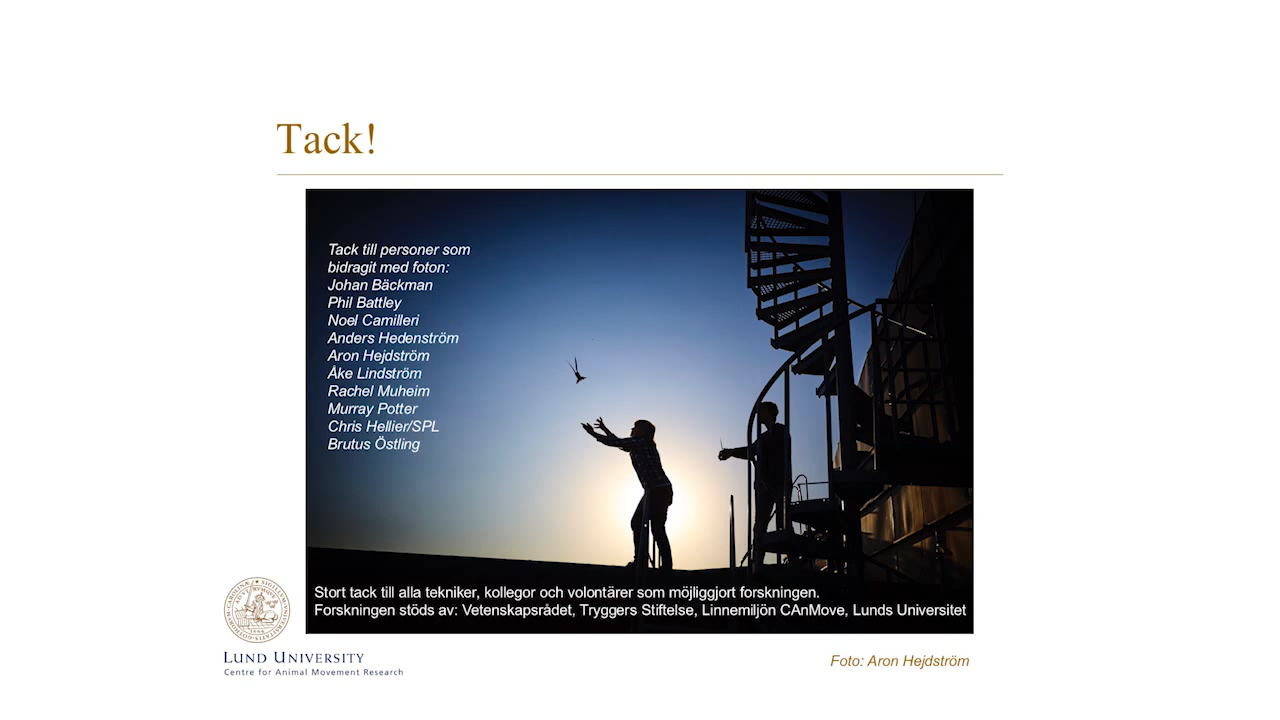 Tack!
Tack till personer som
bidragit med foton:
Johan Bäckman
Phil Battley
Noel Camilleri
Anders Hedenström
Aron Hejdström
Åke Lindström
Rachel Muheim
Murray Potter
Chris Hellier/SPL
Brutus Östling
Stort tack till alla tekniker, kollegor och volontärer som möjliggjort forskningen.
Forskningen stöds av: Vetenskapsrådet, Tryggers Stiftelse, Linnemiljön CAnMove, Lunds Universitet
LUND UNIVERSITY
Centre for Animal Movement Research
Foto: Aron Hejdström